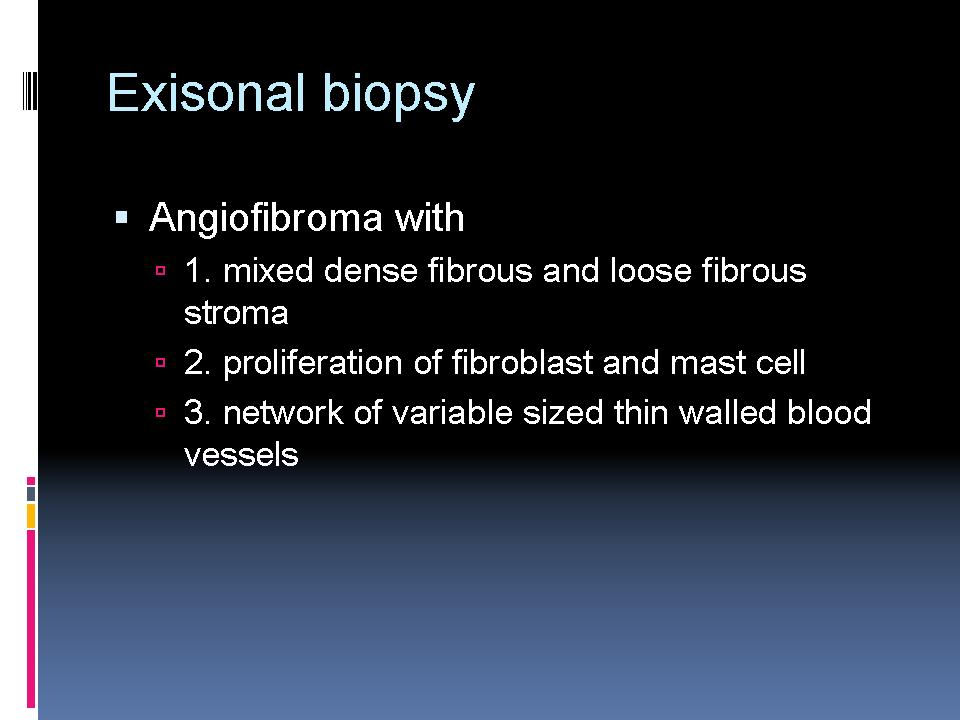 Exisonal biopsy
Angiofibroma with
1. mixed dense fibrous and loose fibrous
stroma
2. proliferation of fibroblast and mast cell
3. network of variable sized thin walled blood
vessels